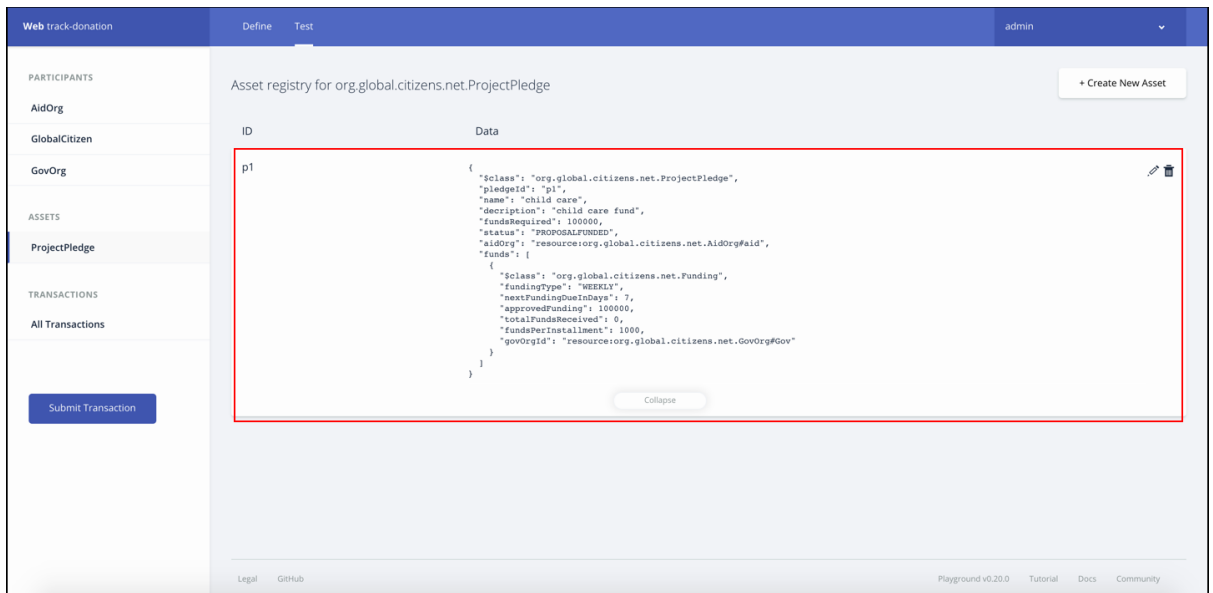 Web track-donation
Define Test
admin
PARTICIPANTS
AidOrg
GlobalCitizen
GovOrg
ASSETS
ProjectPledge
TRANSACTIONS
All Transactions
Submit Transaction
Asset registry for org.global.citizens.net.ProjectPledge
+ Create New Asset
ID Data
p1
{
"$class": "org.global.citizens.net.ProjectPledge",
"pledgeId": "p1",
"name": "child care",
"decription": "child care fund",
"fundsRequired": 100000,
"status": "PROPOSALFUNDED",
"aidOrg": "resource:org.global.citizens.net.AidOrg#aid",
"funds": [
{
"$class": "org.global.citizens.net.Funding",
"fundingType": "WEEKLY",
"nextFundingDueInDays": 7,
"approvedFunding": 100000,
"totalFundsReceived": 0,
"fundsPerInstallment": 1000,
"govOrgId": "resource:org.global.citizens.net.GovOrg#Gov"
}
]
}
Collapse
Legal GitHub
Playground v0.20.0 Tutorial Docs Community